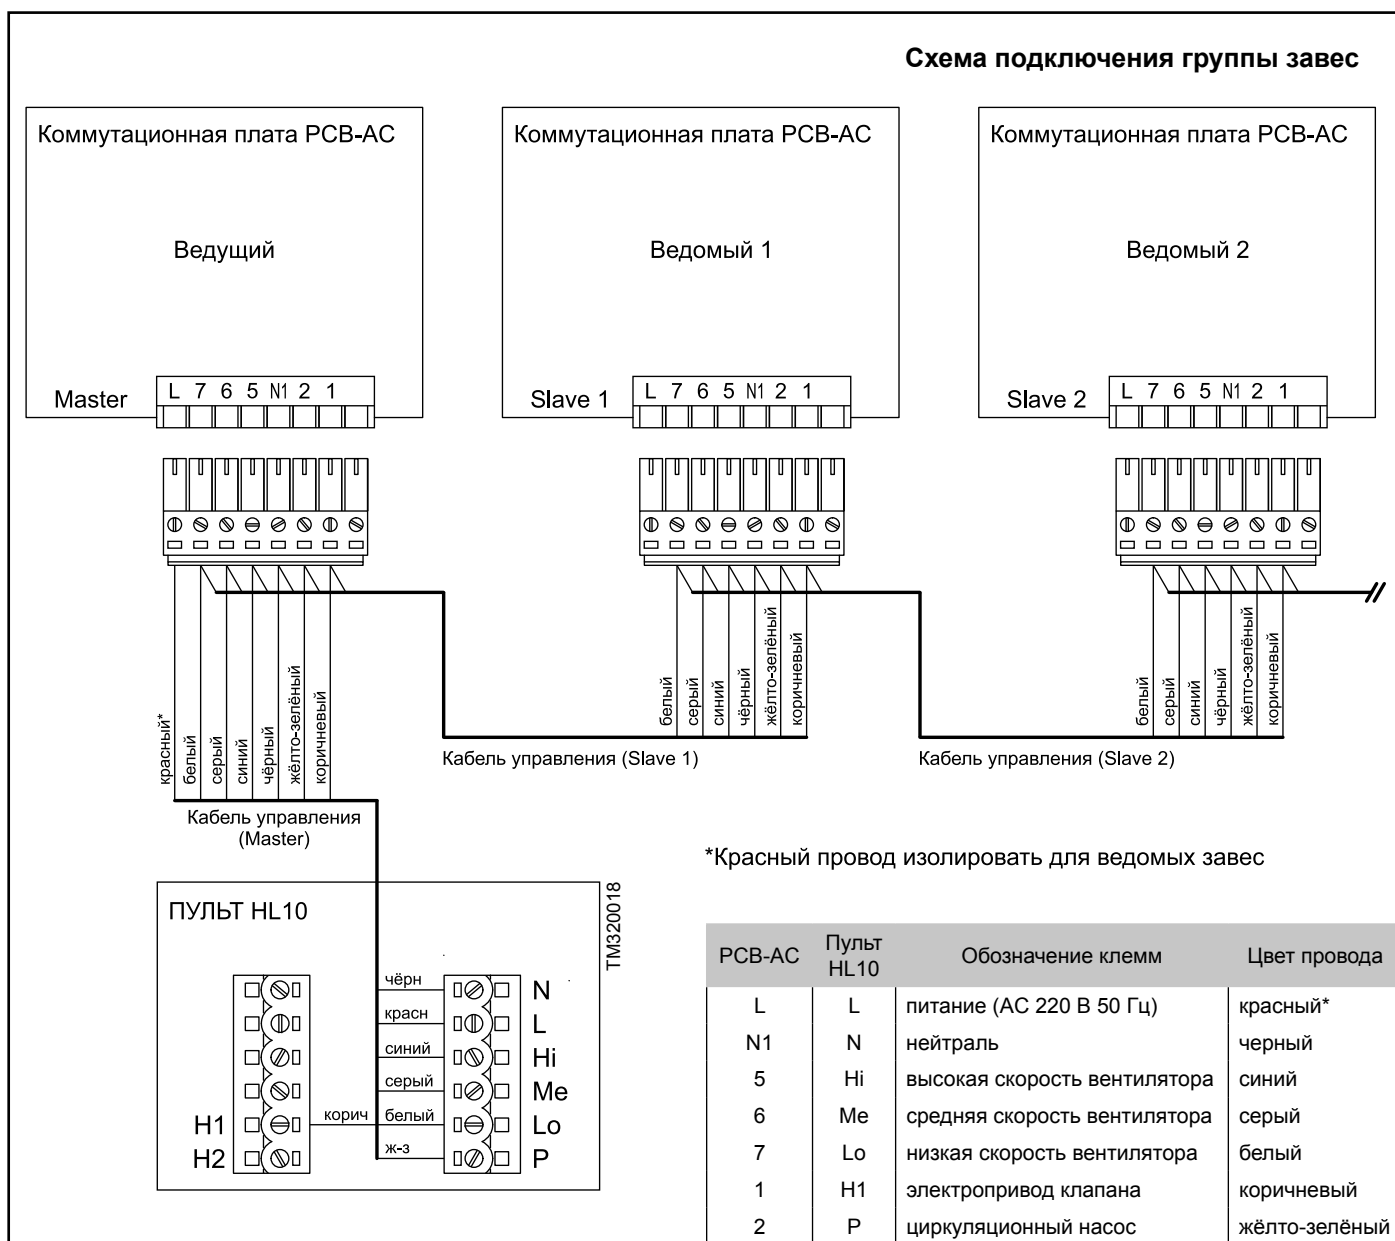 Схема подключения группы завес
Коммутационная плата PCB-AC
Ведущий
Master
L 7 6 5 N1 2 1
Коммутационная плата PCB-AC
Ведомый 1
Slave 1
L 7 6 5 N1 2 1
Коммутационная плата PCB-AC
Ведомый 2
Slave 2
L 7 6 5 N1 2 1
красный*
белый
серый
синий
чёрный
жёлто-зелёный
коричневый
Кабель управления
(Master)
белый
серый
синий
чёрный
жёлто-зелёный
коричневый
Кабель управления (Slave 1)
белый
серый
синий
чёрный
жёлто-зелёный
коричневый
Кабель управления (Slave 2)
*Красный провод изолировать для ведомых завес
ПУЛЬТ HL10
TM320018
H1
H2
корич
чёрн
красн
синий
серый
белый
ж-з
N
L
Hi
Me
Lo
P
PCB-AC Пульт HL10 Обозначение клемм Цвет провода
L L питание (AC 220 В 50 Гц) красный*
N1 N нейтраль черный
5 Hi высокая скорость вентилятора синий
6 Me средняя скорость вентилятора серый
7 Lo низкая скорость вентилятора белый
1 H1 электропривод клапана коричневый
2 P циркуляционный насос жёлто-зелёный